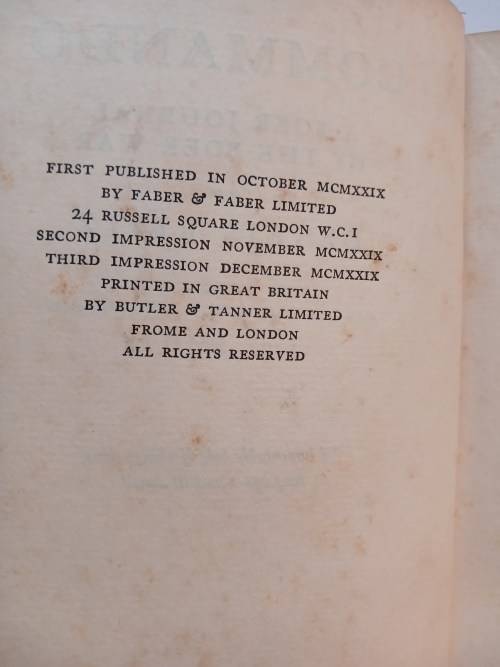 FIRST PUBLISHED IN OCTOBER MCMXXIX
BY FABER & FABER LIMITED
24 RUSSELL SQUARE LONDON W.C.1
SECOND IMPRESSION NOVEMBER MCMXXIX
THIRD IMPRESSION DECEMBER MCMXXIX
PRINTED IN GREAT BRITAIN
BY BUTLER & TANNER LIMITED
FROME AND LONDON
ALL RIGHTS RESERVED